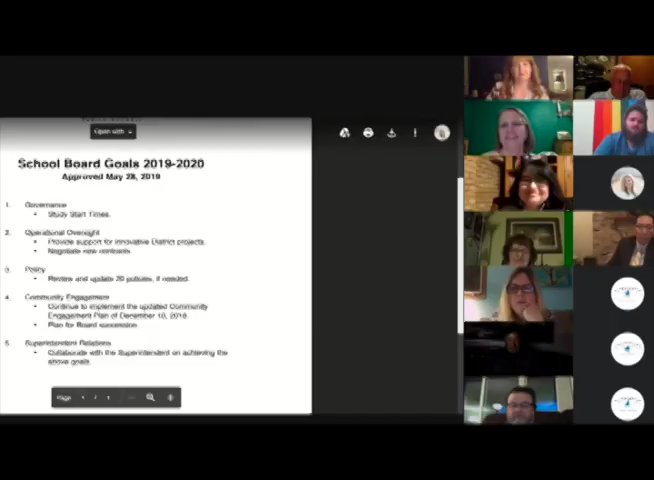 Open with
School Board Goals 2019-2020
Approved May 28, 2019
1. Governance
• Study Start Times.
2. Operational Oversight
• Provide support for innovative District projects.
• Negotiate new contracts.
3. Policy
• Review and update 20 policies, if needed.
4. Community Engagement
• Continue to implement the updated Community
Engagement Plan of December 10, 2018.
• Plan for Board succession.
5. Superintendent Relations
• Collaborate with the Superintendent on achieving the
above goals.
Page 1 / 1